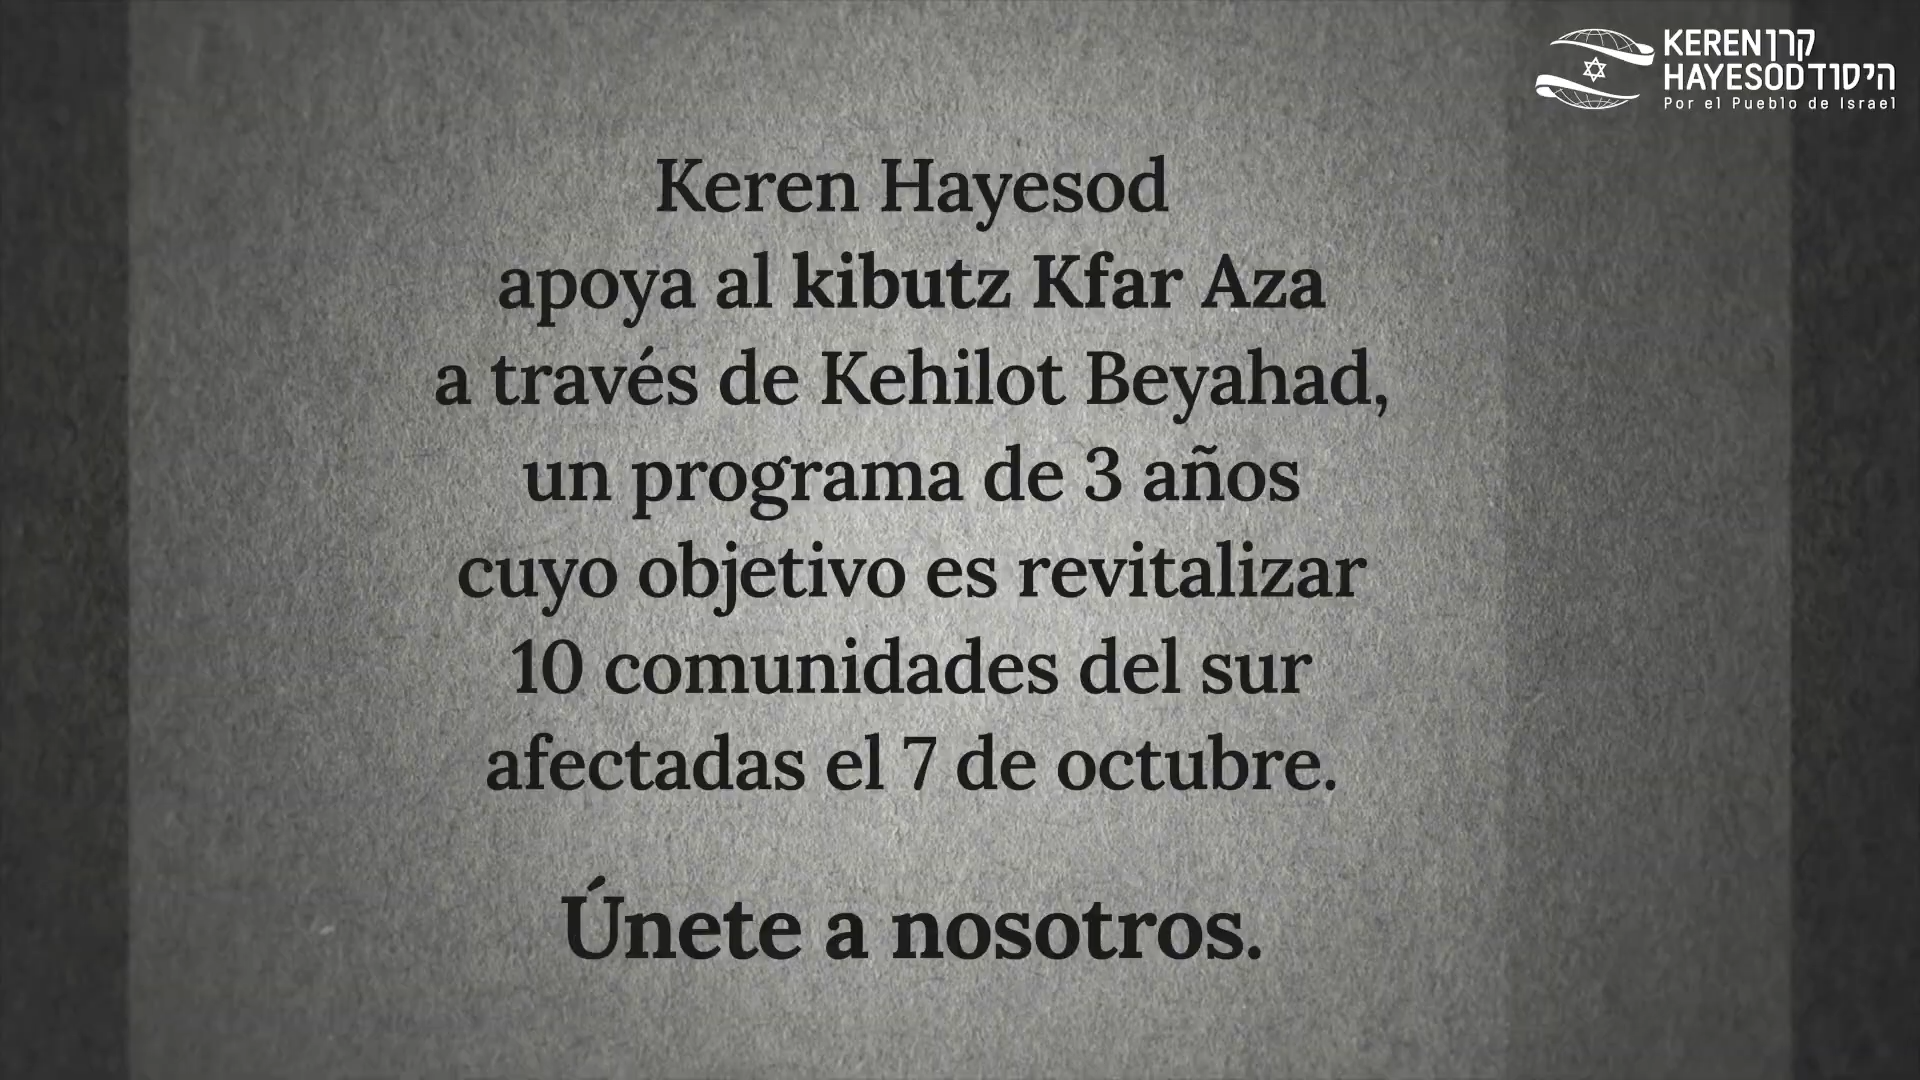 KEREN קרן
HAYESOD היסוד
Por el Pueblo de Israel
Keren Hayesod
apoya al kibutz Kfar Aza
a través de Kehilot Beyahad,
un programa de 3 años
cuyo objetivo es revitalizar
10 comunidades del sur
afectadas el 7 de octubre.
Únete a nosotros.